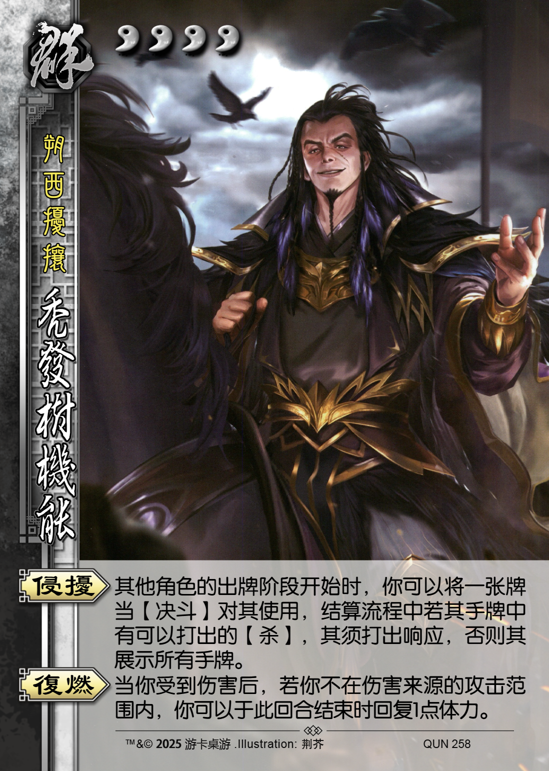 群
朔西擾攘
禿發樹機能
侵擾
其他角色的出牌阶段开始时，你可以将一张牌
当【决斗】对其使用，结算流程中若其手牌中
有可以打出的【杀】，其须打出响应，否则其
展示所有手牌。
復燃
当你受到伤害后，若你不在伤害来源的攻击范
围内，你可以于此回合结束时回复1点体力。
™&© 2025 游卡桌游 .Illustration: 荆芥
QUN 258